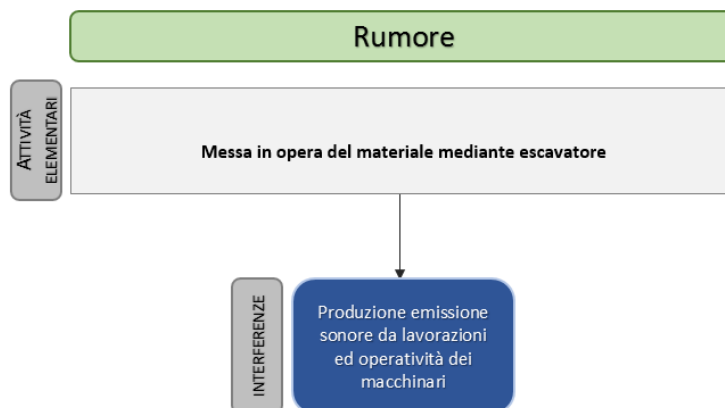 Rumore
ATTIVITÀ
ELEMENTARI
Messa in opera del materiale mediante escavatore
INTERFERENZE
Produzione emissione
sonore da lavorazioni
ed operatività dei
macchinari